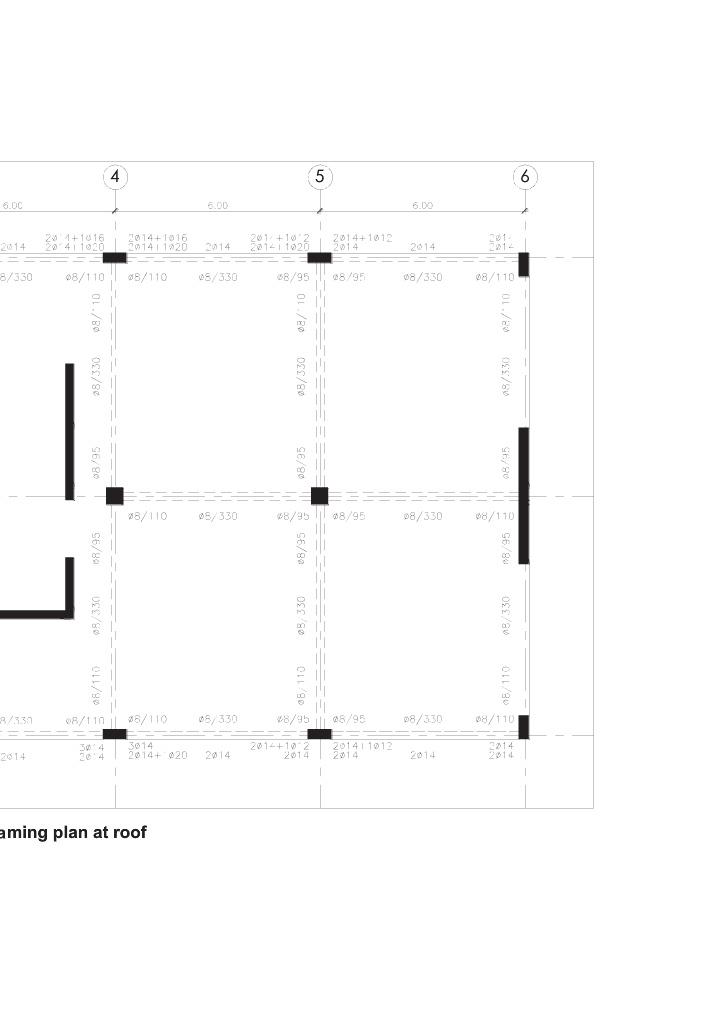 4 5 6
6.00 6.00 6.00
2ø14+1ø16 2ø14+1ø16 2ø14+1ø12 2ø14+1ø12
2ø14 2ø14+1ø20 2ø14+1ø20 2ø14 2ø14+1ø20 2ø14 2ø14 2ø14
ø8/330 ø8/110 ø8/110 ø8/330 ø8/95 ø8/95 ø8/330 ø8/110
ø8/110 ø8/110 ø8/110
ø8/330 ø8/330 ø8/330
ø8/95 ø8/95 ø8/95
ø8/110 ø8/330 ø8/95 ø8/95 ø8/330 ø8/110
ø8/95 ø8/95 ø8/95
ø8/330 ø8/330 ø8/330
ø8/110 ø8/110 ø8/110
ø8/330 ø8/110 ø8/110 ø8/330 ø8/95 ø8/95 ø8/330 ø8/110
3ø14 3ø14 2ø14+1ø12 2ø14+1ø12 2ø14
2ø14 2ø14 2ø14+1ø20 2ø14 2ø14 2ø14 2ø14 2ø14
aming plan at roof